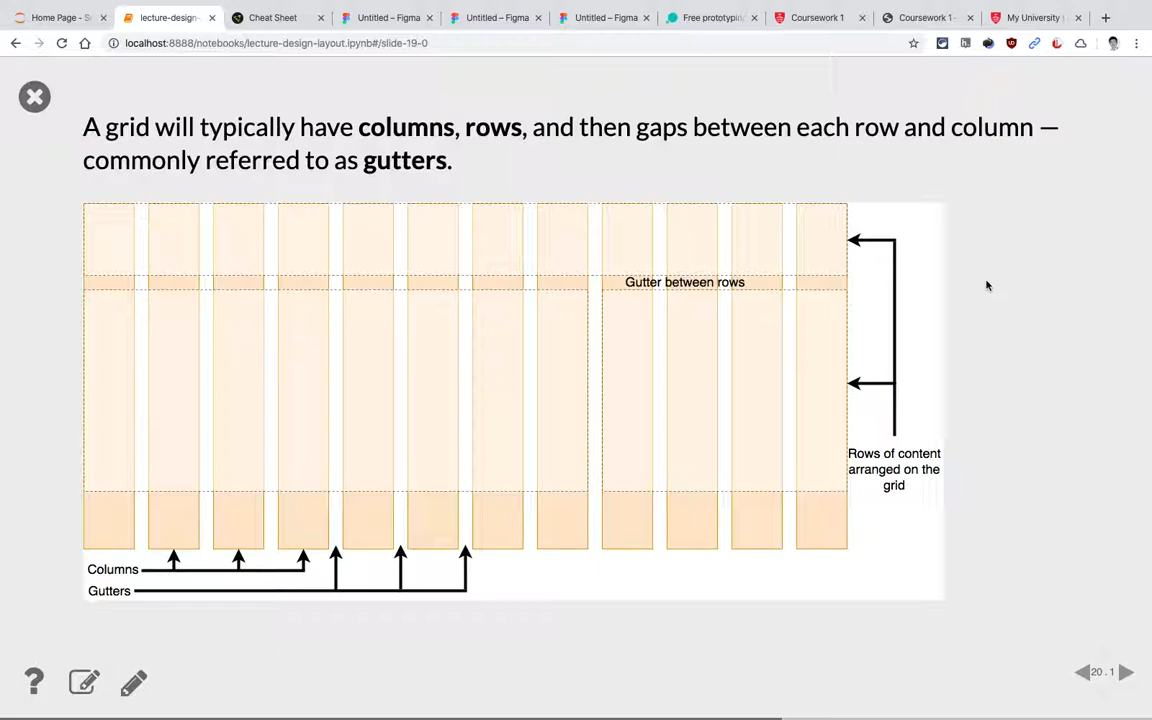 Home Page - S
lecture-design-
Cheat Sheet
Untitled – Figma
Untitled – Figma
Untitled – Figma
Free prototypin
Coursework 1
Coursework 1 -
My University
localhost:8888/notebooks/lecture-design-layout.ipynb#/slide-19-0
A grid will typically have columns, rows, and then gaps between each row and column —
commonly referred to as gutters.
Gutter between rows
Rows of content
arranged on the
grid
Columns
Gutters
20.1